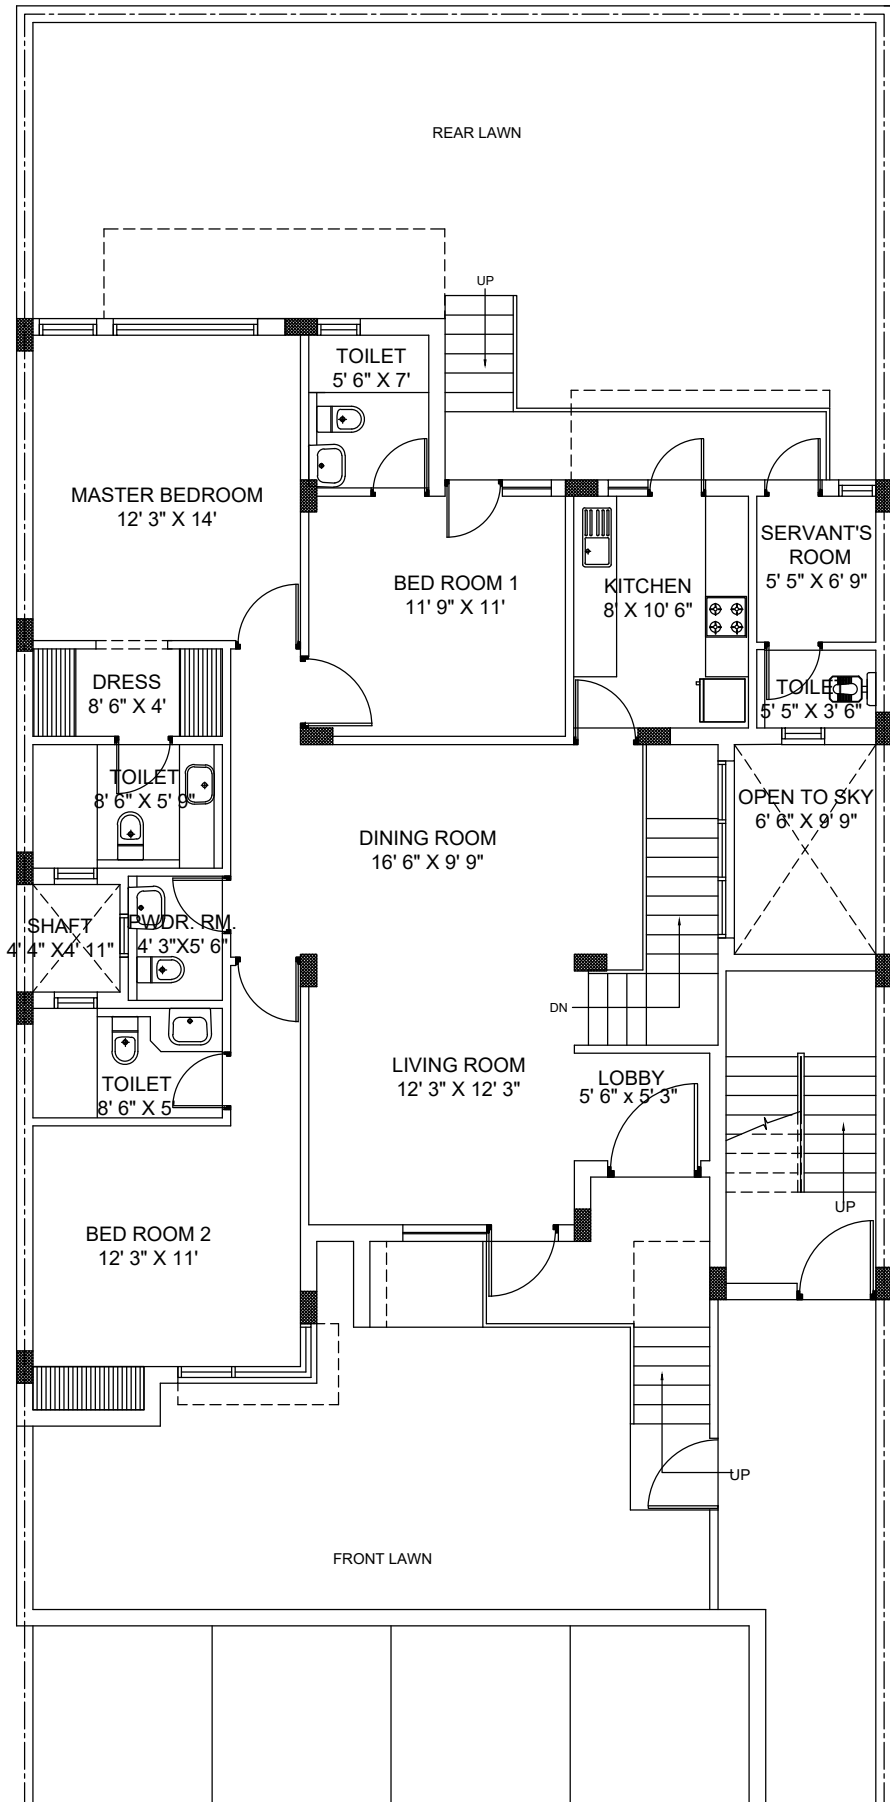 REAR LAWN
UP
TOILET
5' 6" X 7'
MASTER BEDROOM
12' 3" X 14'
BED ROOM 1
11' 9" X 11'
KITCHEN
8' X 10' 6"
SERVANT'S
ROOM
5' 5" X 6' 9"
DRESS
8' 6" X 4'
TOILET
5' 5" X 3' 6"
TOILET
8' 6" X 5' 9"
DINING ROOM
16' 6" X 9' 9"
OPEN TO SKY
6' 6" X 9' 9"
SHAFT
4' 4" X4' 11"
PWDR. RM.
4' 3"X5' 6"
DN
LIVING ROOM
12' 3" X 12' 3"
LOBBY
5' 6" x 5' 3"
TOILET
8' 6" X 5'
UP
BED ROOM 2
12' 3" X 11'
UP
FRONT LAWN